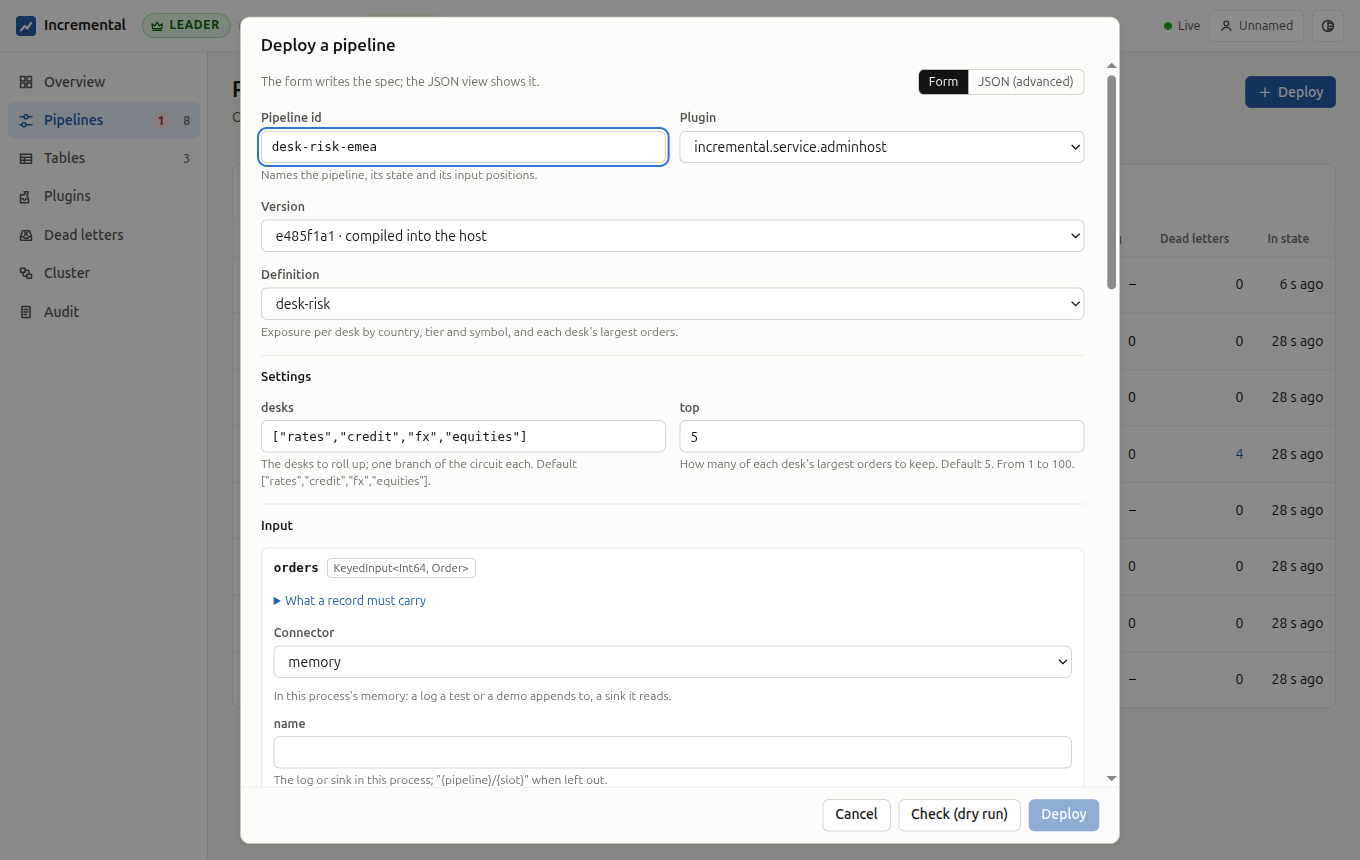 Incremental
LEADER
Live
Unnamed
Overview
Pipelines 1 8
Tables 3
Plugins
Dead letters
Cluster
Audit
Deploy
Dead letters In state
– 0 6 s ago
0 0 28 s ago
0 0 28 s ago
0 4 28 s ago
– 0 28 s ago
0 0 28 s ago
0 0 28 s ago
– 0 28 s ago
Deploy a pipeline
The form writes the spec; the JSON view shows it.
Form JSON (advanced)
Pipeline id Plugin
desk-risk-emea incremental.service.adminhost
Names the pipeline, its state and its input positions.
Version
e485f1a1 · compiled into the host
Definition
desk-risk
Exposure per desk by country, tier and symbol, and each desk's largest orders.
Settings
desks top
["rates","credit","fx","equities"] 5
The desks to roll up; one branch of the circuit each. Default How many of each desk's largest orders to keep. Default 5. From 1 to 100.
["rates","credit","fx","equities"].
Input
orders KeyedInput<Int64, Order>
What a record must carry
Connector
memory
In this process's memory: a log a test or a demo appends to, a sink it reads.
name
The log or sink in this process; "{pipeline}/{slot}" when left out.
Cancel Check (dry run) Deploy